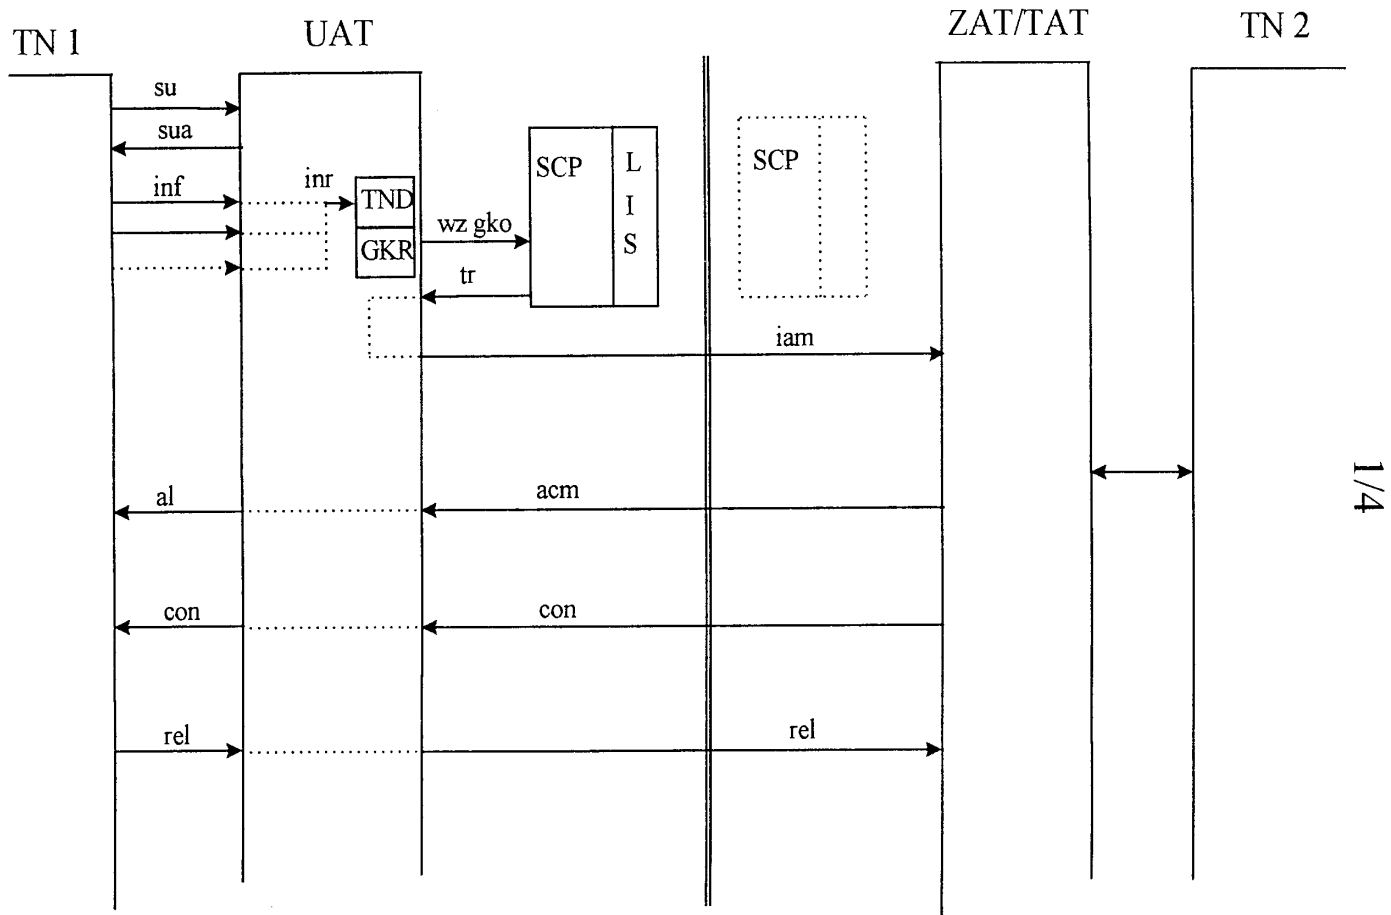 TN 1
UAT
ZAT/TAT
TN 2
su
sua
inf
inr
TND
GKR
wz gko
tr
SCP
L
I
S
SCP
iam
1/4
al
acm
con
con
rel
rel